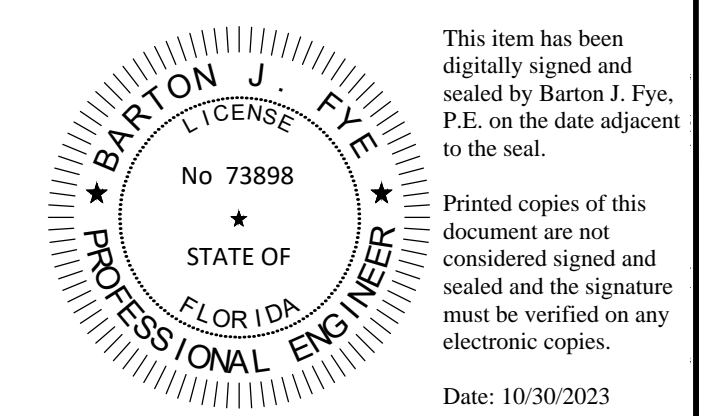 BARTON J. FYE
LICENSE
No 73898
★
STATE OF
FLORIDA
PROFESSIONAL ENGINEER
This item has been
digitally signed and
sealed by Barton J. Fye,
P.E. on the date adjacent
to the seal.
Printed copies of this
document are not
considered signed and
sealed and the signature
must be verified on any
electronic copies.
Date: 10/30/2023